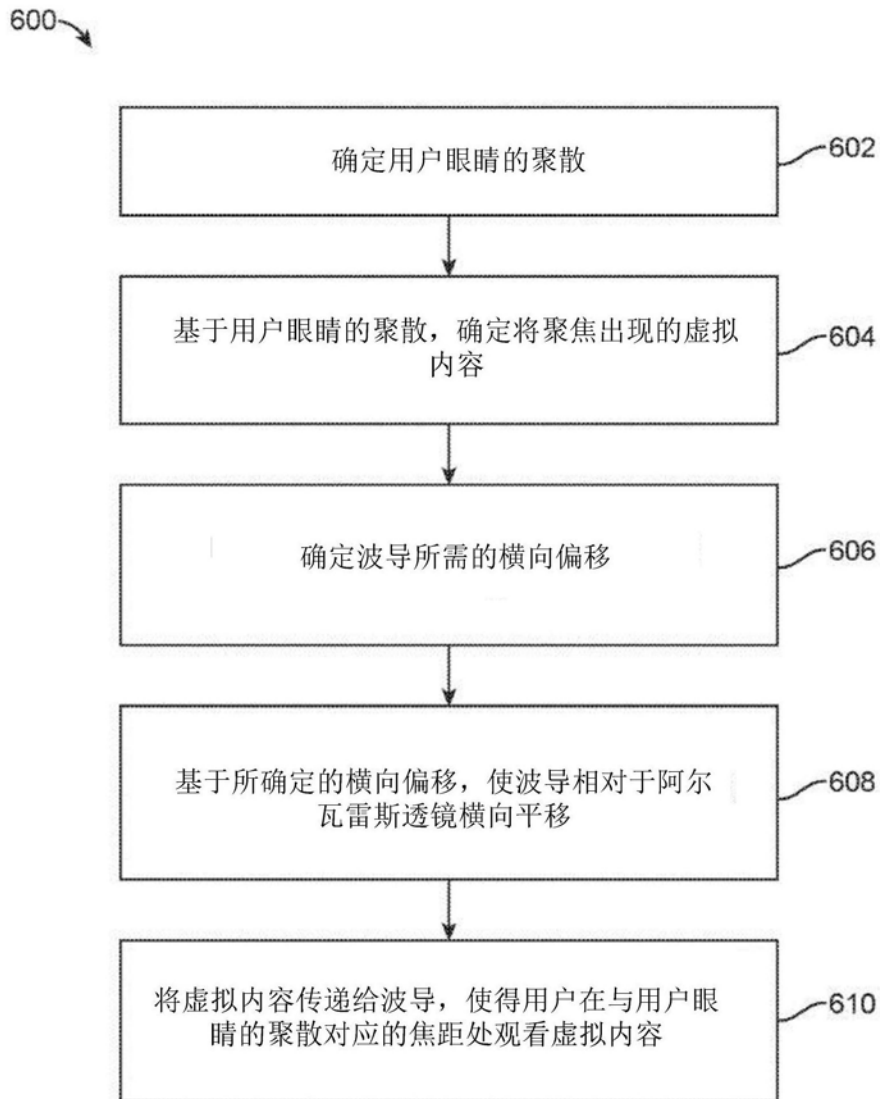 600
确定用户眼睛的聚散
602
基于用户眼睛的聚散，确定将聚焦出现的虚拟
内容
604
确定波导所需的横向偏移
606
基于所确定的横向偏移，使波导相对于阿尔
瓦雷斯透镜横向平移
608
将虚拟内容传递给波导，使得用户在与用户眼
睛的聚散对应的焦距处观看虚拟内容
610